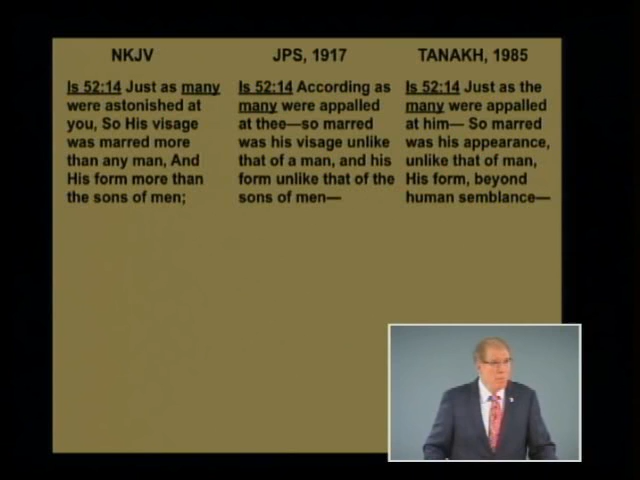 NKJV
Is 52:14 Just as many
were astonished at
you, So His visage
was marred more
than any man, And
His form more than
the sons of men;
JPS, 1917
Is 52:14 According as
many were appalled
at thee—so marred
was his visage unlike
that of a man, and his
form unlike that of the
sons of men—
TANAKH, 1985
Is 52:14 Just as the
many were appalled
at him— So marred
was his appearance,
unlike that of man,
His form, beyond
human semblance—